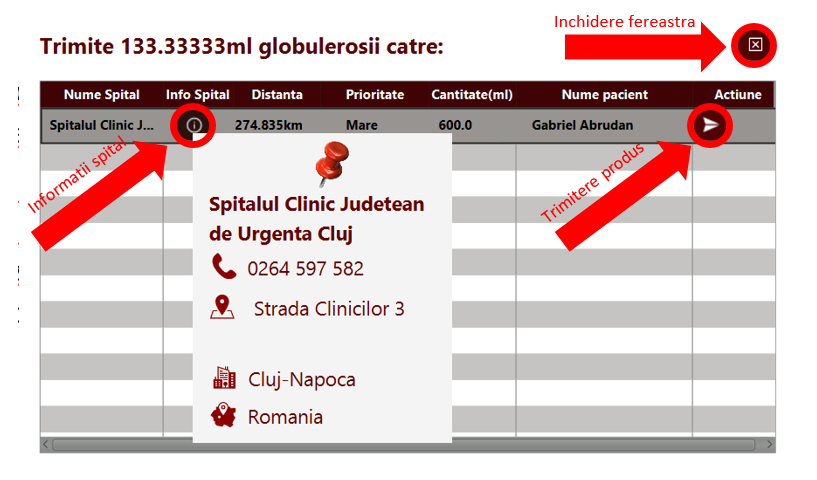 Inchidere fereastra
Trimite 133.33333ml globulerosii catre:
Nume Spital Info Spital Distanta Prioritate Cantitate(ml) Nume pacient Actiune
Spitalul Clinic J... 274.835km Mare 600.0 Gabriel Abrudan
Informatii spital
Trimitere produs
Spitalul Clinic Judetean
de Urgenta Cluj
0264 597 582
Strada Clinicilor 3
Cluj-Napoca
Romania